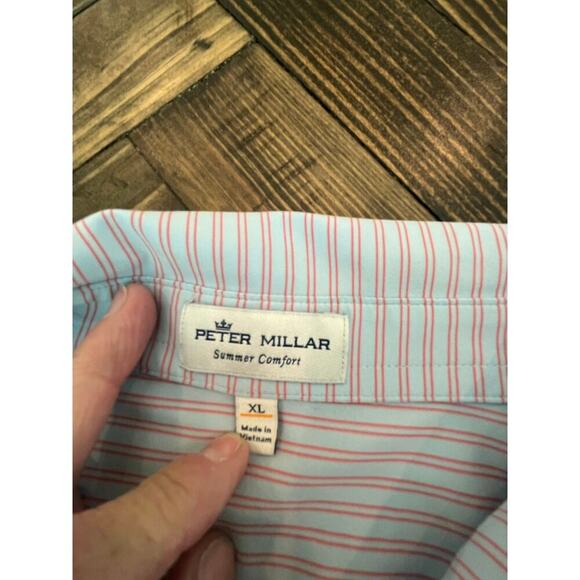 PETER MILLAR
Summer Comfort
XL
Made in
Vietnam